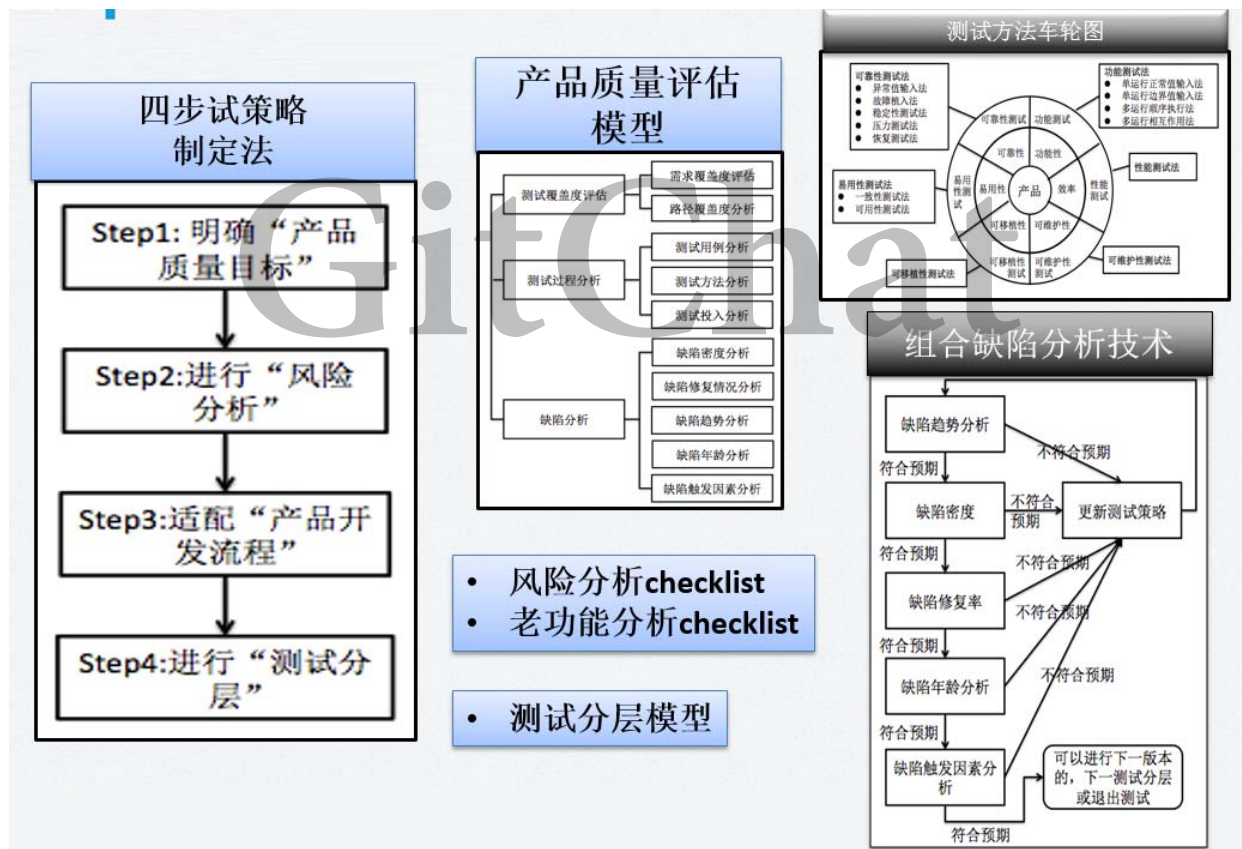 四步试策略
制定法
Step1: 明确“产品
质量目标”
Step2:进行“风险
分析”
Step3:适配“产品开
发流程”
Step4:进行“测试分
层”
产品质量评估
模型
测试覆盖度评估
需求覆盖度评估
路径覆盖度分析
测试过程分析
测试用例分析
测试方法分析
测试投入分析
缺陷分析
缺陷密度分析
缺陷修复情况分析
缺陷趋势分析
缺陷年龄分析
缺陷触发因素分析
• 风险分析checklist
• 老功能分析checklist
• 测试分层模型
测试方法车轮图
可靠性测试法
● 异常值输入法
● 故障植入法
● 稳定性测试法
● 压力测试法
● 恢复测试法
功能测试法
● 单运行正常值输入法
● 单运行边界值输入法
● 多运行顺序执行法
● 多运行相互作用法
易用性测试法
● 一致性测试法
● 可用性测试法
性能测试法
可移植性测试法
可维护性测试法
可靠性测试
功能测试
可靠性
功能性
易用
性测
试
易用性
产品
效率
性能
测试
可移植性
可维护性
可移植性
测试
可维护性
测试
组合缺陷分析技术
缺陷趋势分析
不符合预期
符合预期
缺陷密度
不符合
预期
更新测试策略
符合预期
不符合预期
缺陷修复率
不符合预期
符合预期
缺陷年龄分析
不符合预期
符合预期
缺陷触发因素分
析
可以进行下一版本
的，下一测试分层
或退出测试
符合预期
GitChat